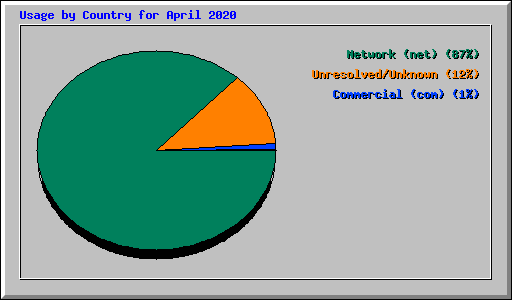 Usage by Country for April 2020
Network (net) (87%)
Unresolved/Unknown (12%)
Commercial (com) (1%)